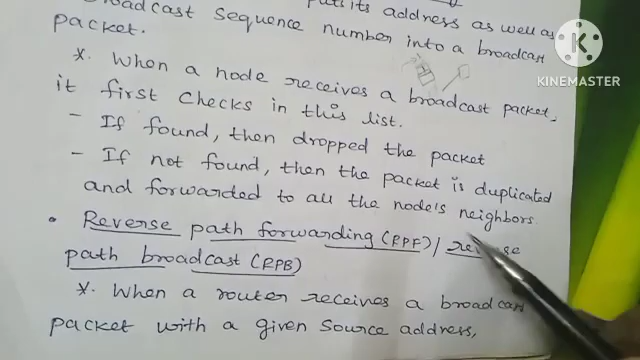 broadcast sequence number into a broadcast
its address as well as
packet.
KINEMASTER
* When a node receives a broadcast packet,
it first checks in this list.
- If found, then dropped the packet
- If not found, then the packet is duplicated
and forwarded to all the node's neighbors.
• Reverse path forwarding (RPF) / reverse
path broadcast (RPB)
* When a router receives a broadcast
packet with a given source address,